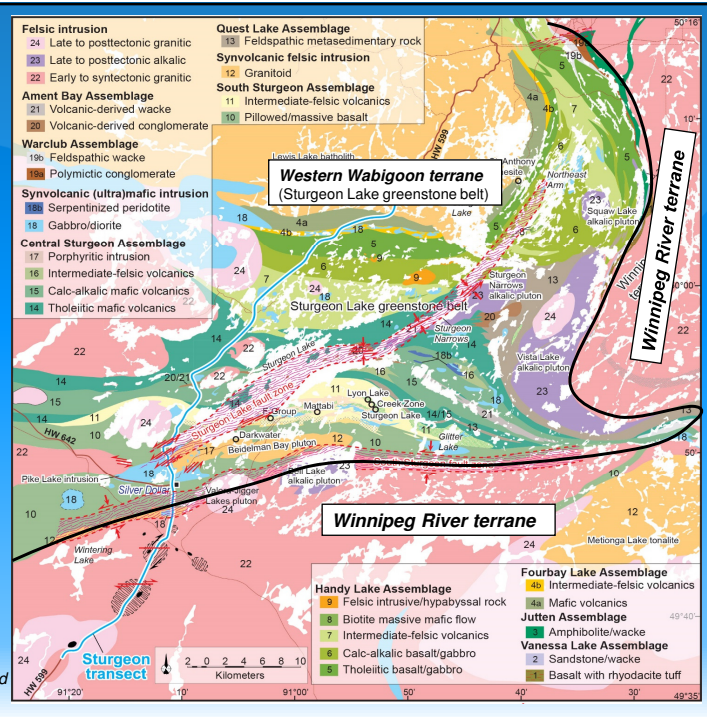 Felsic intrusion
24 Late to posttectonic granitic
23 Late to posttectonic alkalic
22 Early to syntectonic granitic
Ament Bay Assemblage
21 Volcanic-derived wacke
20 Volcanic-derived conglomerate
Warclub Assemblage
19b Feldspathic wacke
19a Polymictic conglomerate
Synvolcanic (ultra)mafic intrusion
18b Serpentinized peridotite
18 Gabbro/diorite
Central Sturgeon Assemblage
17 Porphyritic intrusion
16 Intermediate-felsic volcanics
15 Calc-alkalic mafic volcanics
14 Tholeiitic mafic volcanics
Quest Lake Assemblage
13 Feldspathic metasedimentary rock
Synvolcanic felsic intrusion
12 Granitoid
South Sturgeon Assemblage
11 Intermediate-felsic volcanics
10 Pillowed/massive basalt
50°16'
10'
50'
49°40'
49°35'
HW 599
Lewis Lake batholith
Western Wabigoon terrane
(Sturgeon Lake greenstone belt)
Anthony
Lake
Northeast
Arm
Squaw Lake
alkalic pluton
Winnipeg River terrane
Sturgeon
Narrows
alkalic pluton
Sturgeon Lake greenstone belt
Sturgeon
Narrows
Sturgeon Lake
Vista Lake
alkalic pluton
Sturgeon Lake fault zone
Lyon Lake
Creek Zone
Sturgeon Lake
Mattabi
F-Group
Darkwater
Beidelman Bay pluton
Glitter
Lake
HW 642
Pike Lake intrusion
Silver Dollar
Bell Lake
alkalic pluton
South Sturgeon fault zone
Valora-Jigger
Lakes pluton
Winnipeg River terrane
Metionga Lake tonalite
Wintering
Lake
Sturgeon
transect
HW 599
2 0 2 4 6 8 10
Kilometers
Handy Lake Assemblage
9 Felsic intrusive/hypabyssal rock
8 Biotite massive mafic flow
7 Intermediate-felsic volcanics
6 Calc-alkalic basalt/gabbro
5 Tholeiitic basalt/gabbro
Fourbay Lake Assemblage
4b Intermediate-felsic volcanics
4a Mafic volcanics
Jutten Assemblage
3 Amphibolite/wacke
Vanessa Lake Assemblage
2 Sandstone/wacke
1 Basalt with rhyodacite tuff
91°20' 10' 91°00' 50' 40' 30'